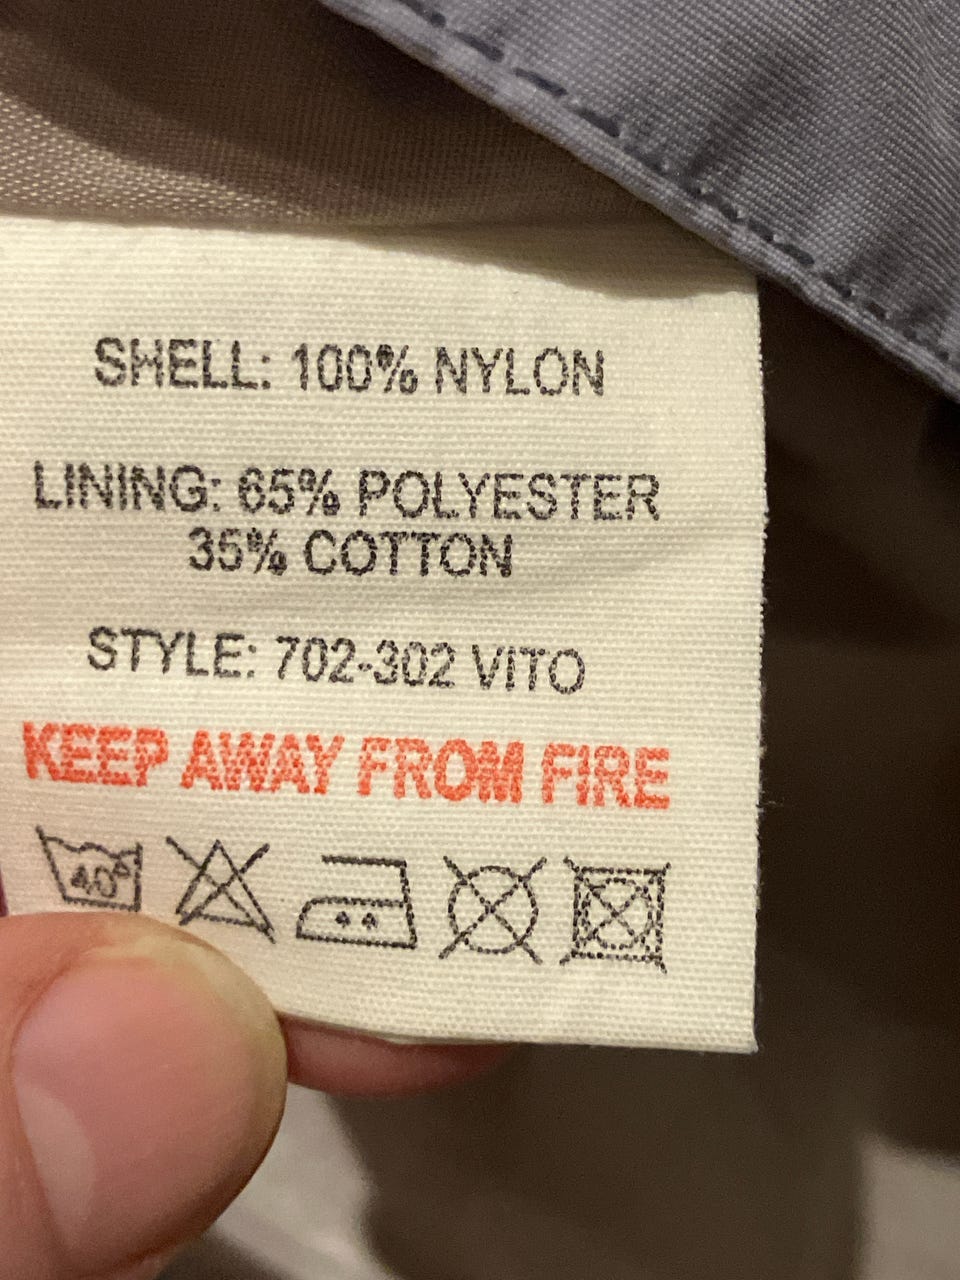 SHELL: 100% NYLON
LINING: 65% POLYESTER
35% COTTON
STYLE: 702-302 VITO
KEEP AWAY FROM FIRE
40°